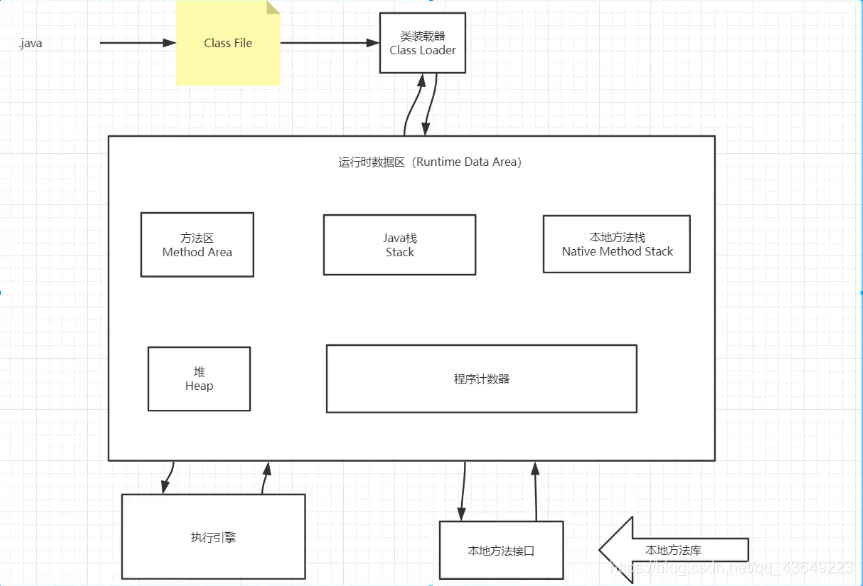 .java
Class File
类装载器
Class Loader
运行时数据区（Runtime Data Area）
方法区
Method Area
Java栈
Stack
本地方法栈
Native Method Stack
堆
Heap
程序计数器
执行引擎
本地方法接口
本地方法库
https://blog.csdn.net/qq_43649223